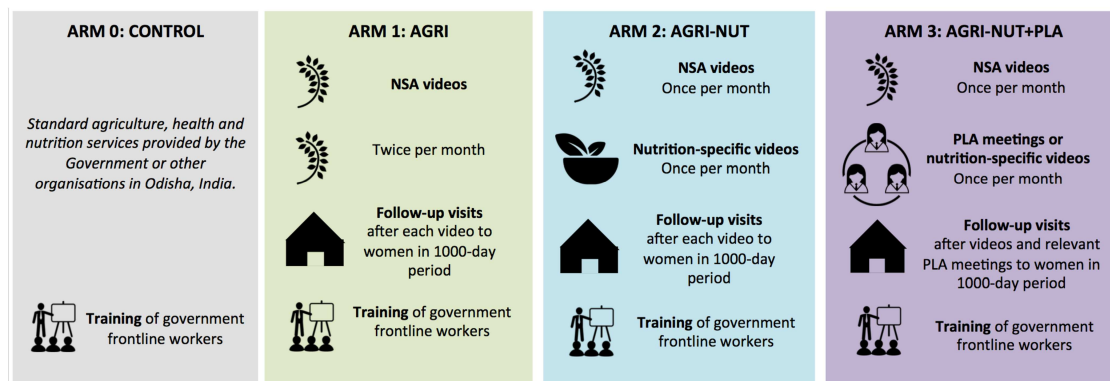 ARM 0: CONTROL
Standard agriculture, health and
nutrition services provided by the
Government or other
organisations in Odisha, India.
Training of government
frontline workers
ARM 1: AGRI
NSA videos
Twice per month
Follow-up visits
after each video to
women in 1000-day
period
Training of government
frontline workers
ARM 2: AGRI-NUT
NSA videos
Once per month
Nutrition-specific videos
Once per month
Follow-up visits
after each video to
women in 1000-day
period
Training of government
frontline workers
ARM 3: AGRI-NUT+PLA
NSA videos
Once per month
PLA meetings or
nutrition-specific videos
Once per month
Follow-up visits
after videos and relevant
PLA meetings to women in
1000-day period
Training of government
frontline workers